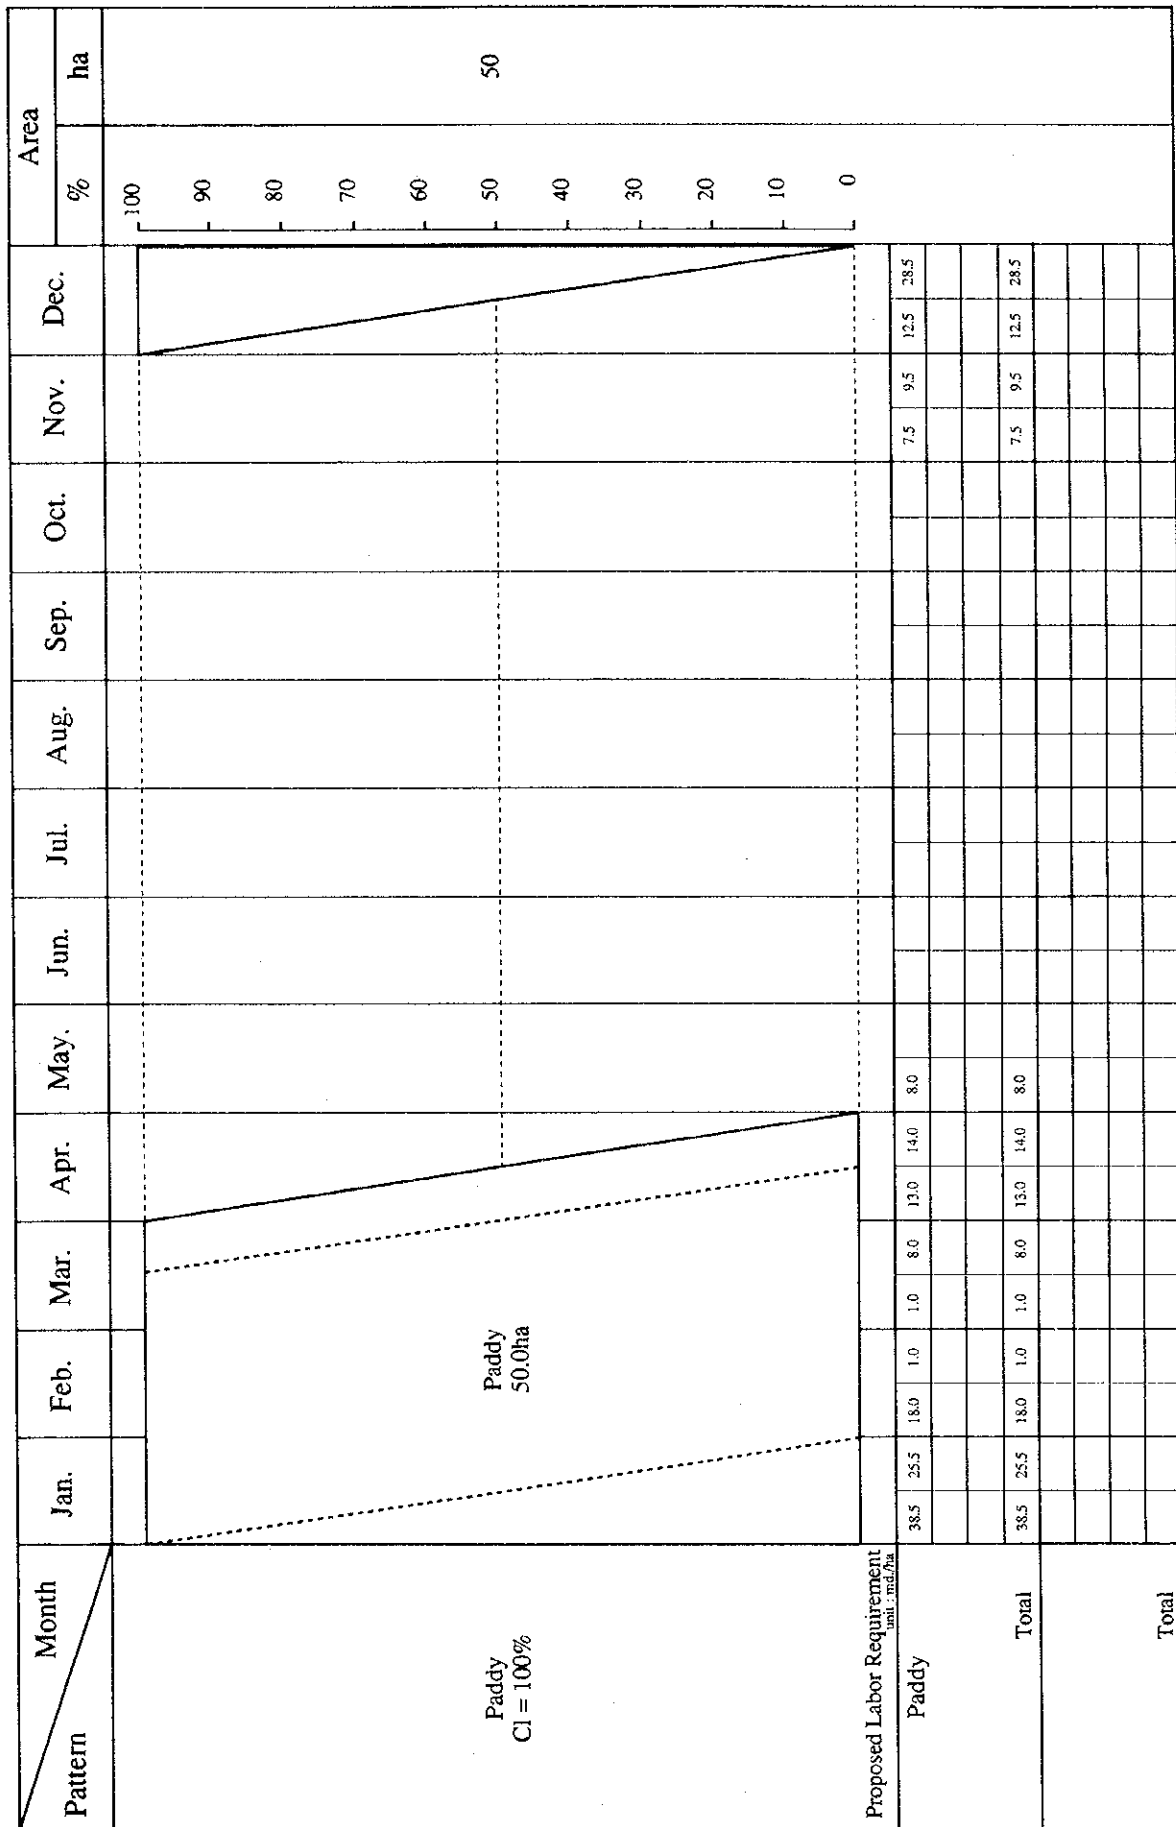 Month
Pattern
Jan. Feb. Mar. Apr. May. Jun. Jul. Aug. Sep. Oct. Nov. Dec.
Area
% ha
Paddy
CI = 100%
Paddy
50.0ha
100
90
80
70
60
50
40
30
20
10
0
50
Proposed Labor Requirement
unit : md./ha
Paddy 38.5 25.5 18.0 1.0 1.0 8.0 13.0 14.0 8.0 7.5 9.5 12.5 28.5
Total 38.5 25.5 18.0 1.0 1.0 8.0 13.0 14.0 8.0 7.5 9.5 12.5 28.5
Total